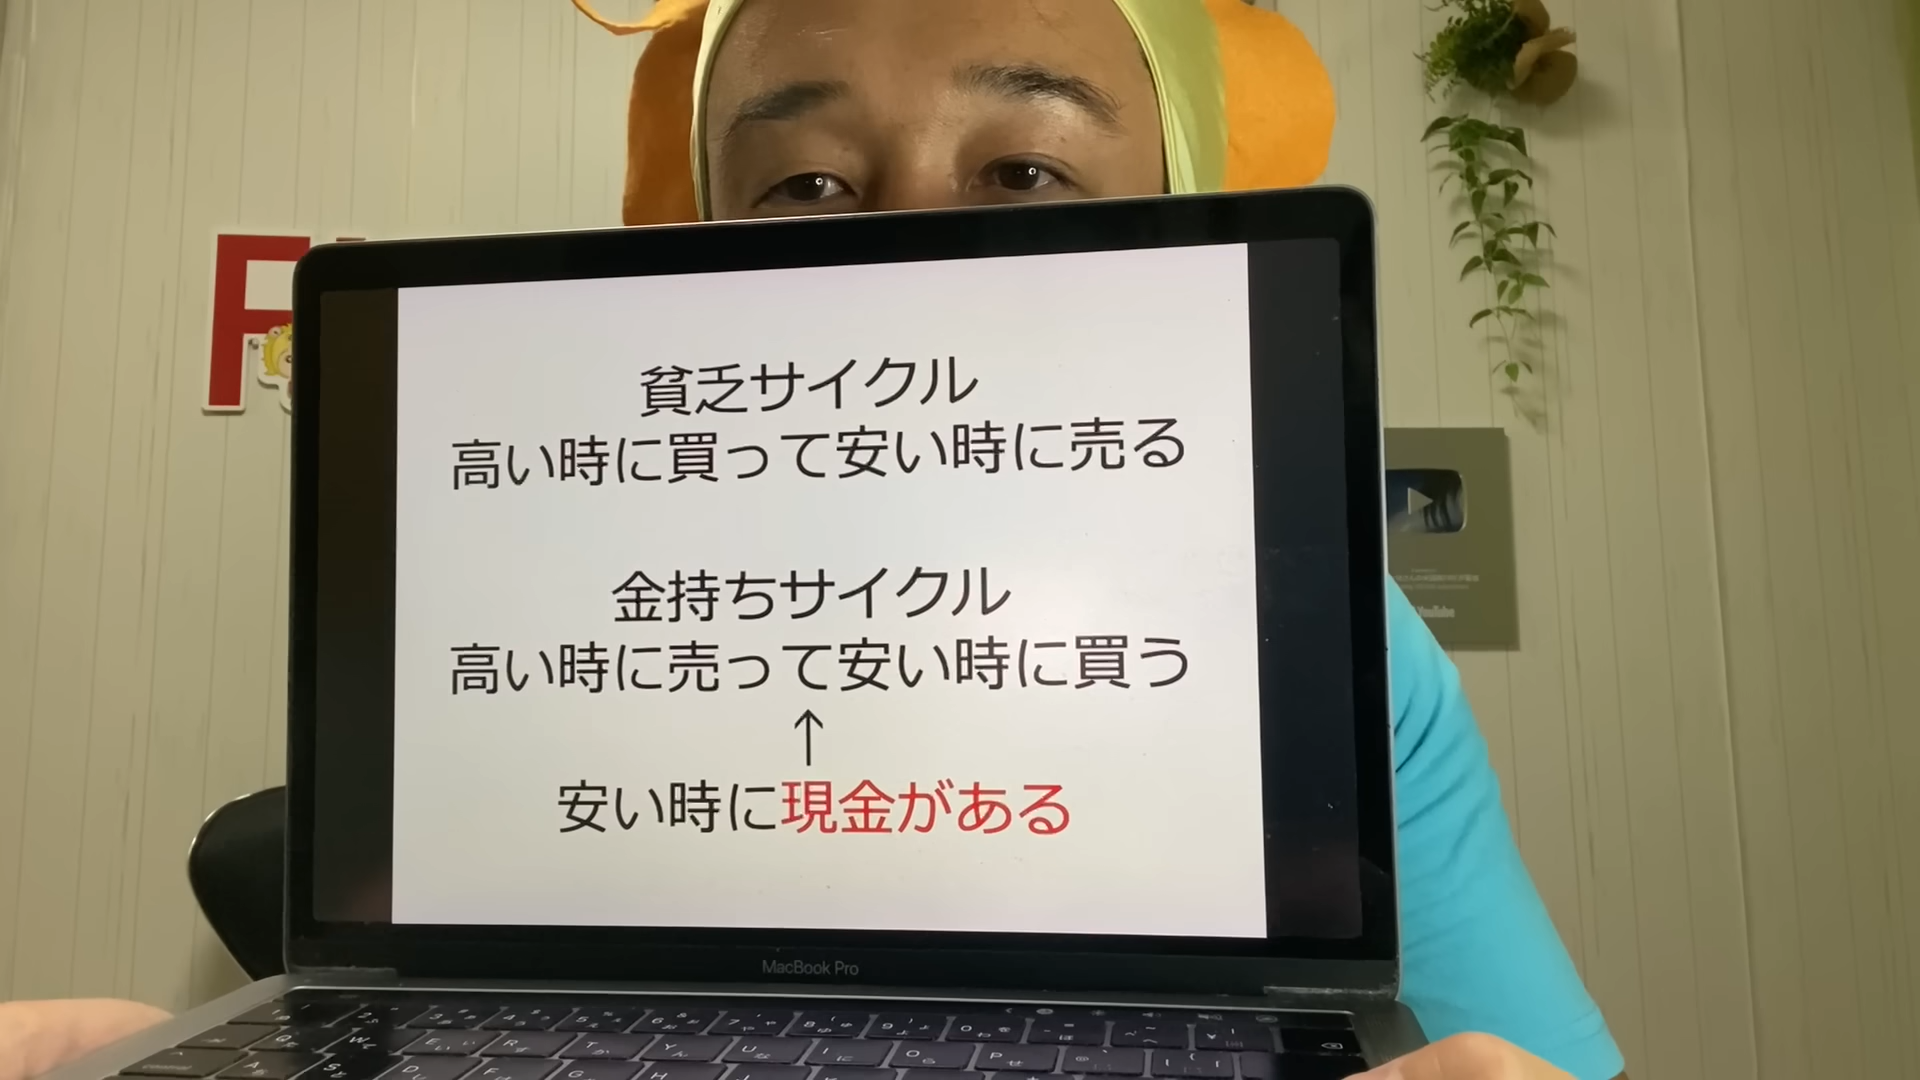 貧乏サイクル
高い時に買って安い時に売る
金持ちサイクル
高い時に売って安い時に買う
↑
安い時に現金がある
MacBook Pro
YouTube